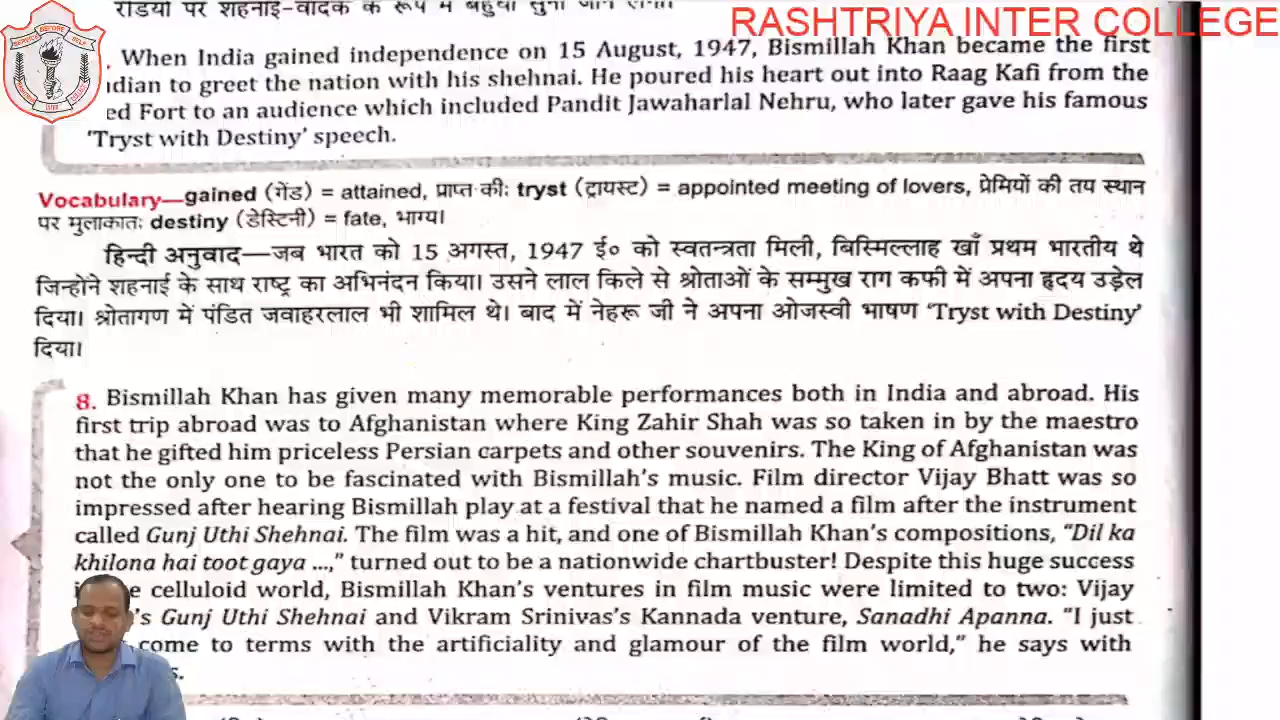 RASHTRIYA INTER COLLEGE
रेडियो पर शहनाई-वादक के रूप में बहुधा सुना जाने लगा।
When India gained independence on 15 August, 1947, Bismillah Khan became the first
dian to greet the nation with his shehnai. He poured his heart out into Raag Kafi from the
ed Fort to an audience which included Pandit Jawaharlal Nehru, who later gave his famous
‘Tryst with Destiny’ speech.
Vocabulary—gained (गेंड) = attained, प्राप्त की; tryst (ट्रायस्ट) = appointed meeting of lovers, प्रेमियों की तय स्थान
पर मुलाकात; destiny (डेस्टिनी) = fate, भाग्य।
हिन्दी अनुवाद—जब भारत को 15 अगस्त, 1947 ई० को स्वतन्त्रता मिली, बिस्मिल्लाह खाँ प्रथम भारतीय थे
जिन्होंने शहनाई के साथ राष्ट्र का अभिनंदन किया। उसने लाल किले से श्रोताओं के सम्मुख राग कफी में अपना हृदय उड़ेल
दिया। श्रोतागण में पंडित जवाहरलाल भी शामिल थे। बाद में नेहरू जी ने अपना ओजस्वी भाषण ‘Tryst with Destiny’
दिया।
8. Bismillah Khan has given many memorable performances both in India and abroad. His
first trip abroad was to Afghanistan where King Zahir Shah was so taken in by the maestro
that he gifted him priceless Persian carpets and other souvenirs. The King of Afghanistan was
not the only one to be fascinated with Bismillah’s music. Film director Vijay Bhatt was so
impressed after hearing Bismillah play at a festival that he named a film after the instrument
called Gunj Uthi Shehnai. The film was a hit, and one of Bismillah Khan’s compositions, “Dil ka
khilona hai toot gaya ...,” turned out to be a nationwide chartbuster! Despite this huge success
celluloid world, Bismillah Khan’s ventures in film music were limited to two: Vijay
’s Gunj Uthi Shehnai and Vikram Srinivas’s Kannada venture, Sanadhi Apanna. “I just
come to terms with the artificiality and glamour of the film world,” he says with